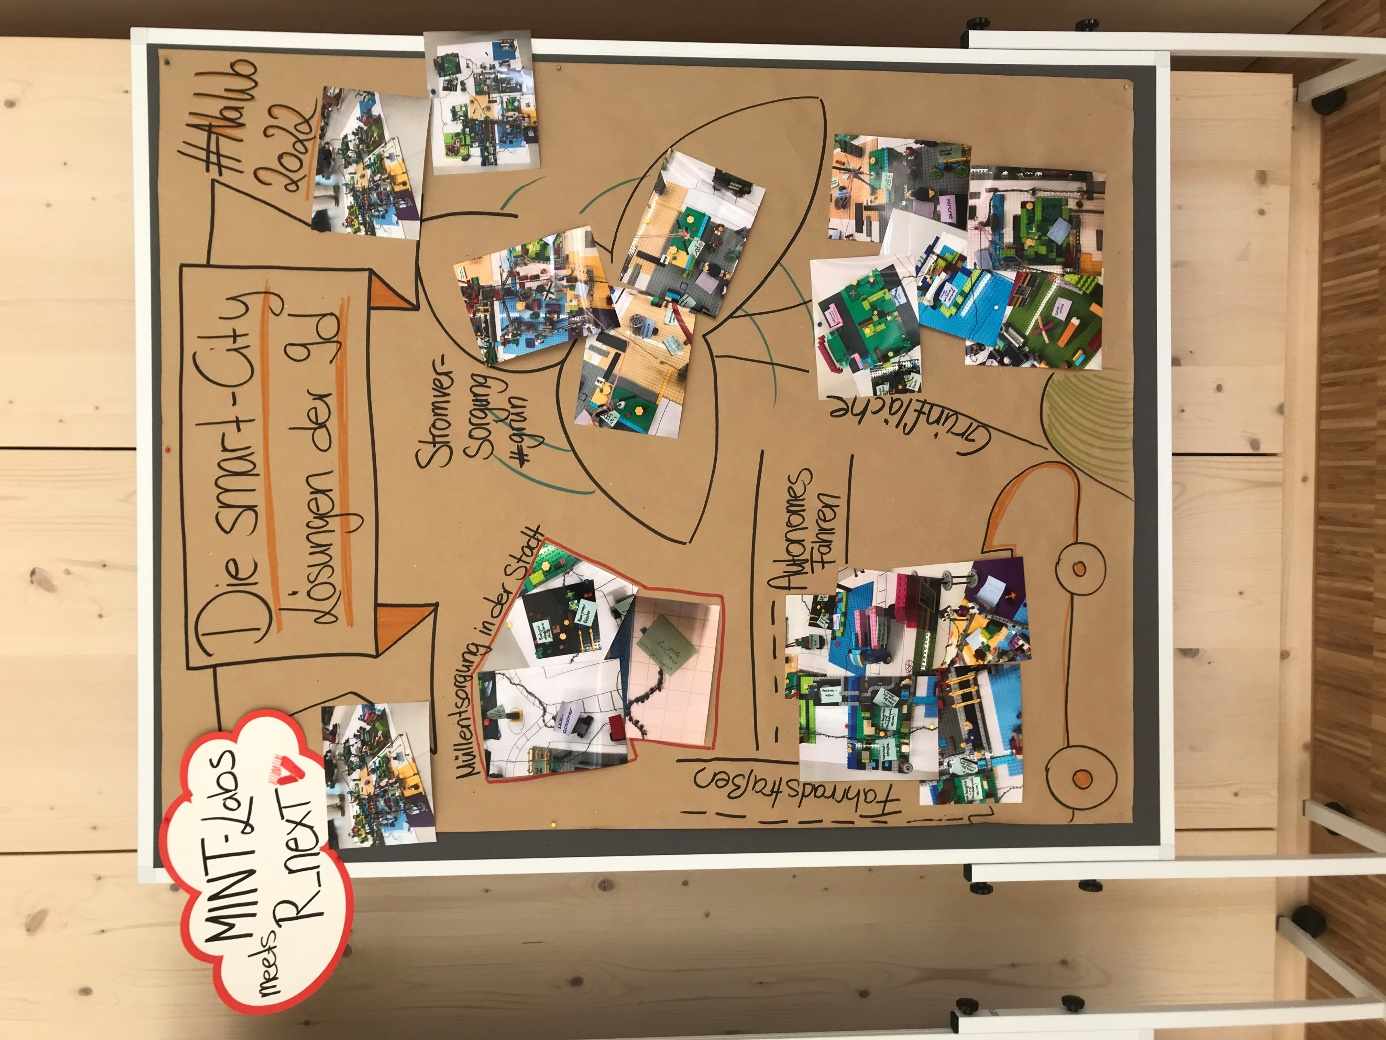 MINT-Labs
meets R_nexT
Die smart-City
Lösungen der 9d
#NaWo
2022
Stromver-
sorgung
#grün
Müllentsorgung in der Stadt
Autonomes
Fahren
Grünfläche
Fahrradstraßen